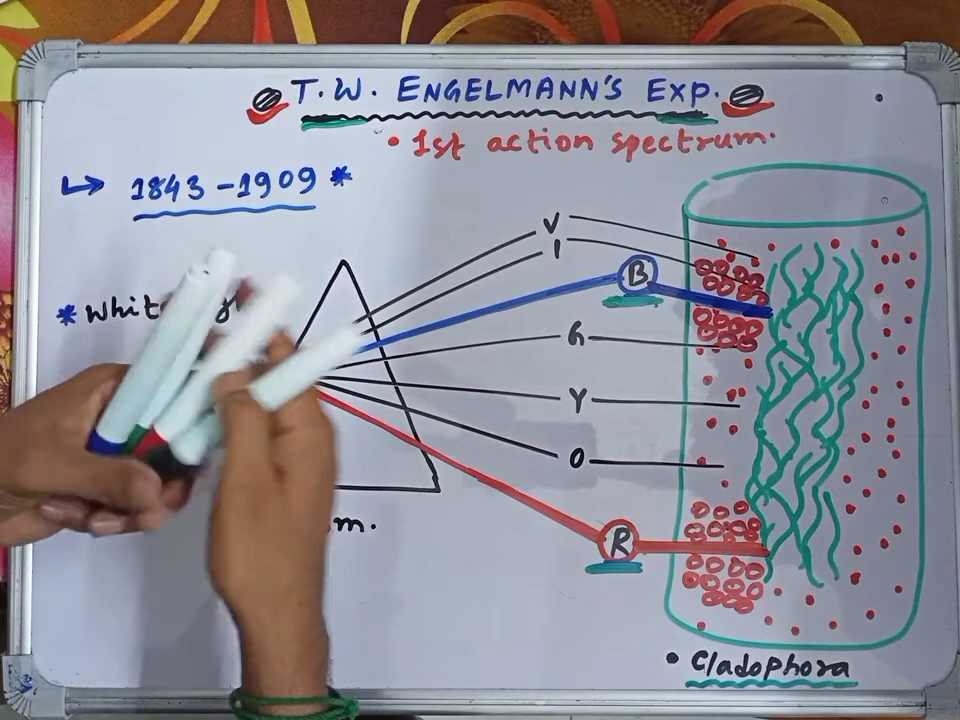 T.W. ENGELMANN'S EXP.
• 1st action spectrum.
↳ 1843-1909 *
V
I
B
* White
G
Y
O
R
• Cladophora